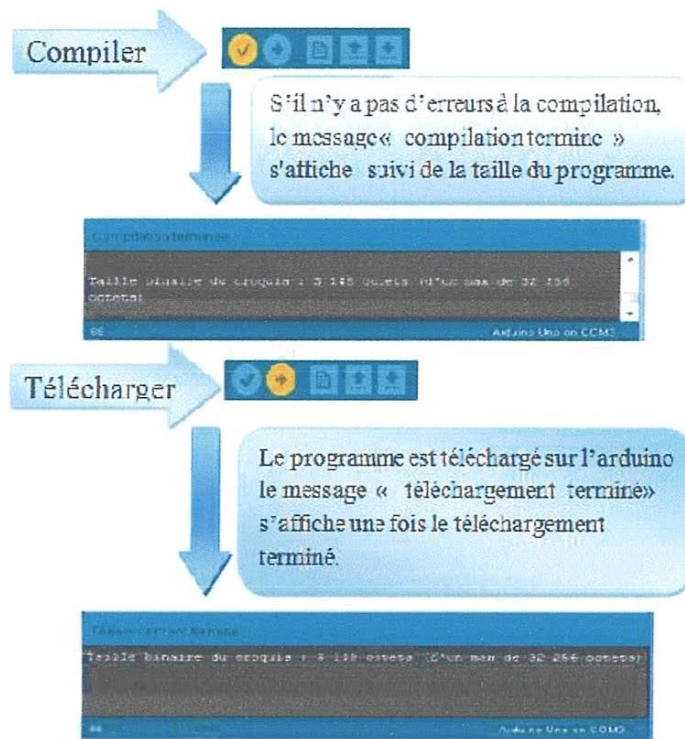 Compiler
S'il n'y a pas d'erreurs à la compilation,
le message« compilation termine »
s'affiche suivi de la taille du programme.
Compilation terminée
Taille binaire du croquis : 3 148 octets (d'un max de 32 256
octets)
Arduino Uno on COM3
Télécharger
Le programme est téléchargé sur l'arduino
le message « téléchargement terminé»
s'affiche une fois le téléchargement
terminé.
Taille binaire du croquis : 3 148 octets (d'un max de 32 256 octets)
Arduino Uno on COM3